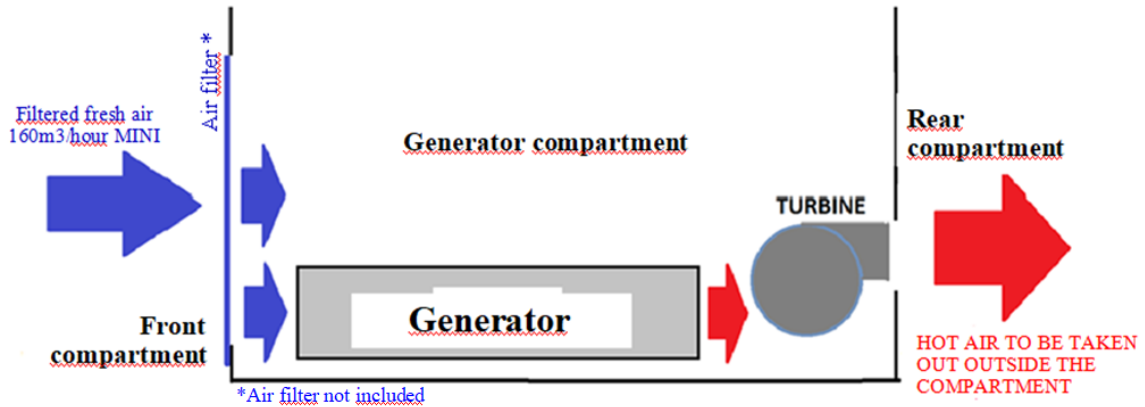 Air filter *
Filtered fresh air
160m3/hour MINI
Generator compartment
Rear
compartment
TURBINE
Generator
Front
compartment
HOT AIR TO BE TAKEN
OUT OUTSIDE THE
COMPARTMENT
*Air filter not included